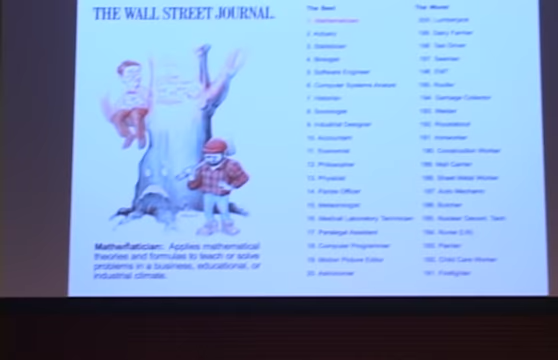 THE WALL STREET JOURNAL.
The Best
1. Mathematician
2. Actuary
3. Statistician
4. Biologist
5. Software Engineer
6. Computer Systems Analyst
7. Historian
8. Sociologist
9. Industrial Designer
10. Accountant
11. Economist
12. Philosopher
13. Physicist
14. Parole Officer
15. Meteorologist
16. Medical Laboratory Technician
17. Paralegal Assistant
18. Computer Programmer
19. Motion Picture Editor
20. Astronomer
The Worst
200. Lumberjack
199. Dairy Farmer
198. Taxi Driver
197. Seaman
196. EMT
195. Roofer
194. Garbage Collector
193. Welder
192. Roustabout
191. Ironworker
190. Construction Worker
189. Mail Carrier
188. Sheet Metal Worker
187. Auto Mechanic
186. Butcher
185. Nuclear Decont. Tech
184. Nurse
183. Painter
182. Child Care Worker
181. Firefighter
Mathematician: Applies mathematical
theories and formulas to teach or solve
problems in a business, educational, or
industrial climate.